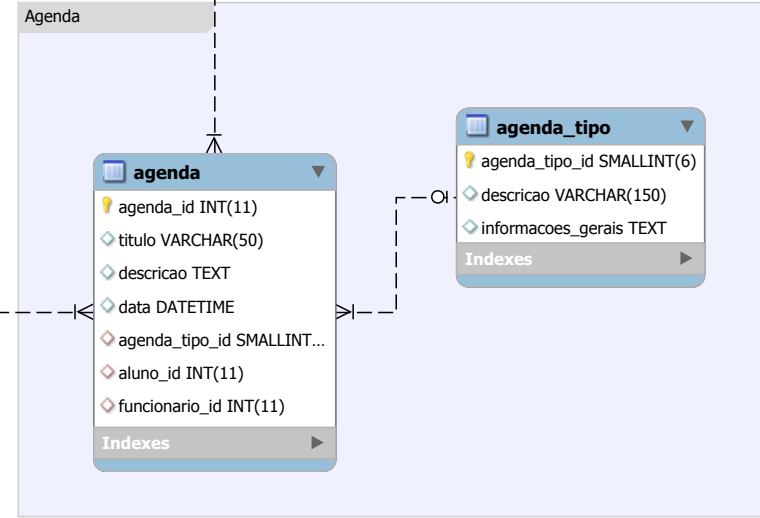 Agenda
agenda
agenda_id INT(11)
titulo VARCHAR(50)
descricao TEXT
data DATETIME
agenda_tipo_id SMALLINT...
aluno_id INT(11)
funcionario_id INT(11)
Indexes
agenda_tipo
agenda_tipo_id SMALLINT(6)
descricao VARCHAR(150)
informacoes_gerais TEXT
Indexes